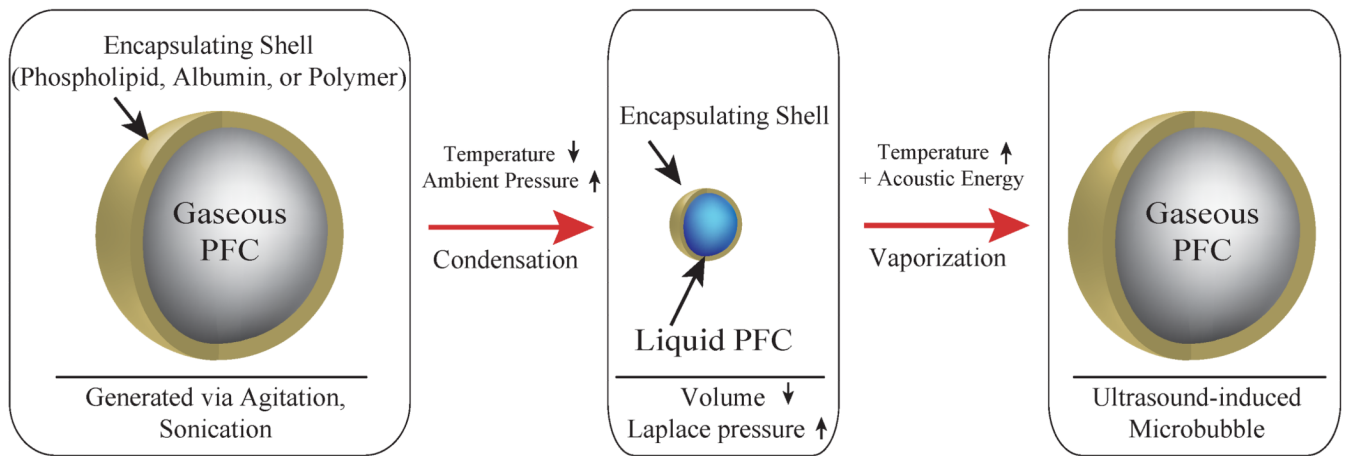 Encapsulating Shell
(Phospholipid, Albumin, or Polymer)
Gaseous
PFC
Generated via Agitation,
Sonication
Temperature ↓
Ambient Pressure ↑
Condensation
Encapsulating Shell
Liquid PFC
Volume ↓
Laplace pressure ↑
Temperature ↑
+ Acoustic Energy
Vaporization
Gaseous
PFC
Ultrasound-induced
Microbubble